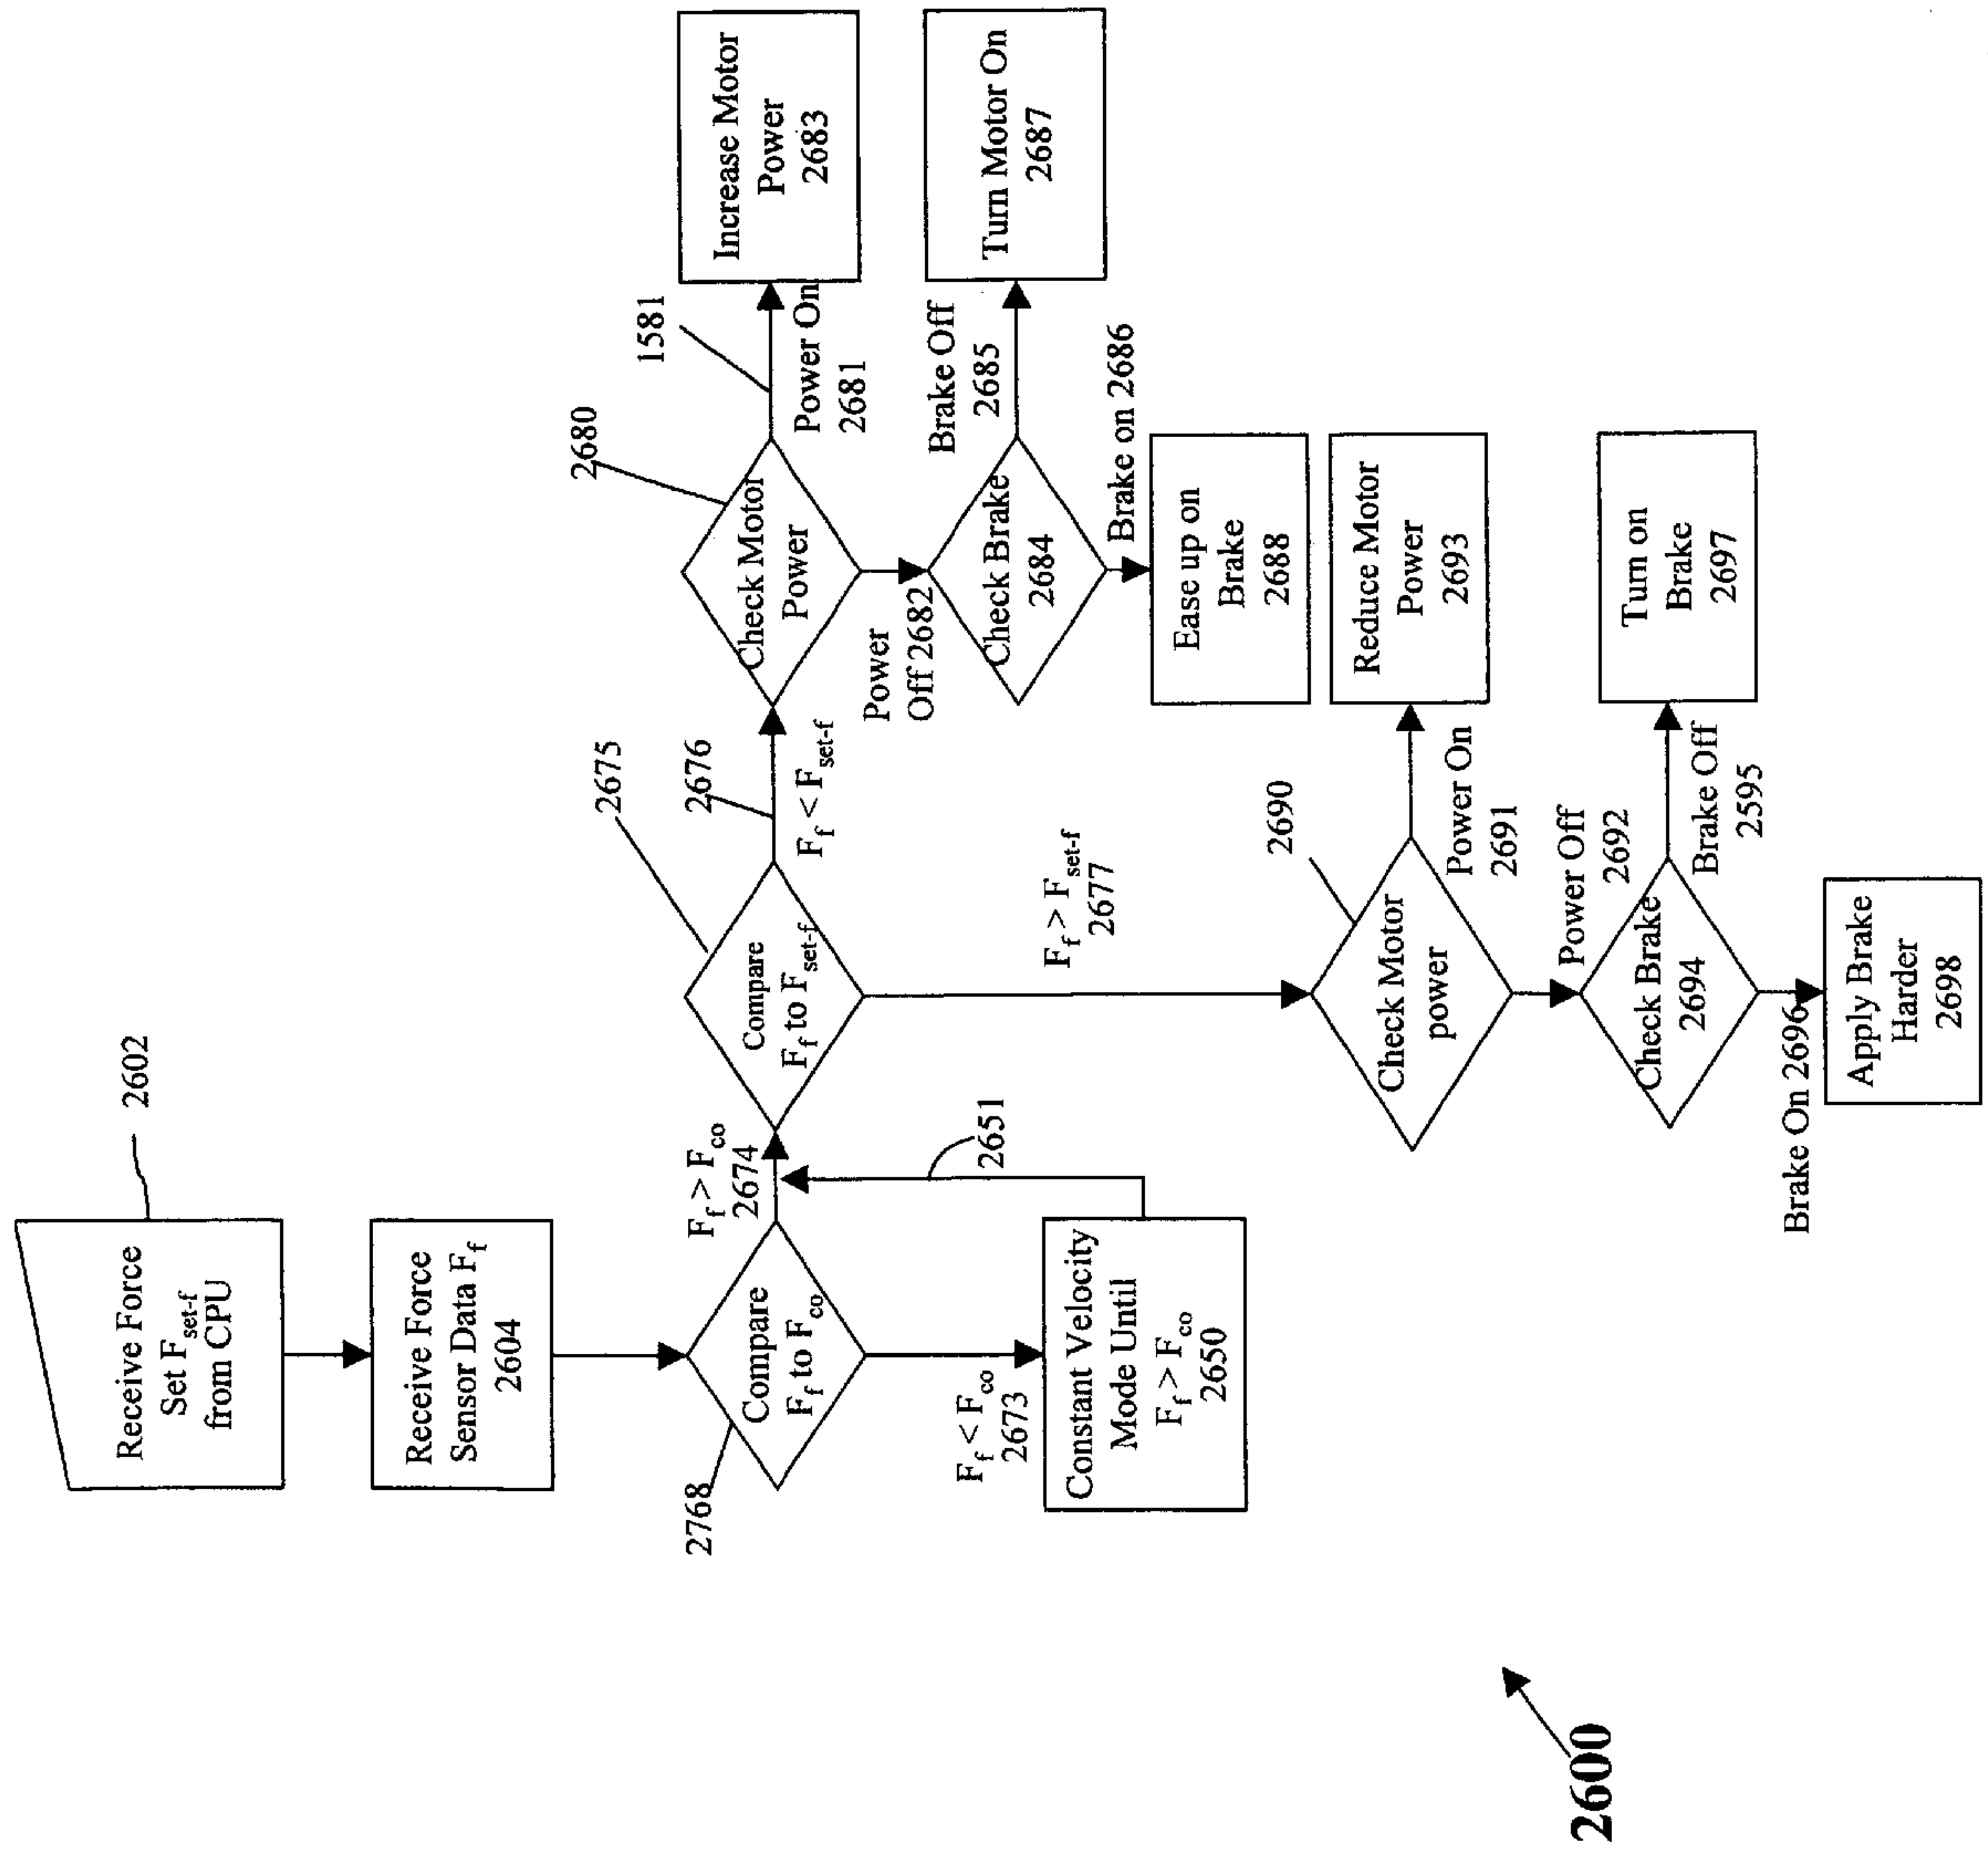 Receive Force
Set F_set-f
from CPU
2602
Receive Force
Sensor Data F_f
2604
Compare
F_f to F_co
2768
F_f < F_co
2673
Constant Velocity
Mode Until
F_f > F_co
2650
2651
F_f > F_co
2674
Compare
F_f to F_set-f
2675
2676
F_f < F_set-f
F_f > F_set-f
2677
Check Motor
Power
2680
1581
Power On
2681
Increase Motor
Power
2683
Power
Off 2682
Check Brake
2684
Brake Off
2685
Turn Motor On
2687
Brake on 2686
Ease up on
Brake
2688
Check Motor
power
2690
Power On
2691
Reduce Motor
Power
2693
Power Off
2692
Check Brake
2694
Brake Off
2595
Turn on
Brake
2697
Brake On 2696
Apply Brake
Harder
2698
2600